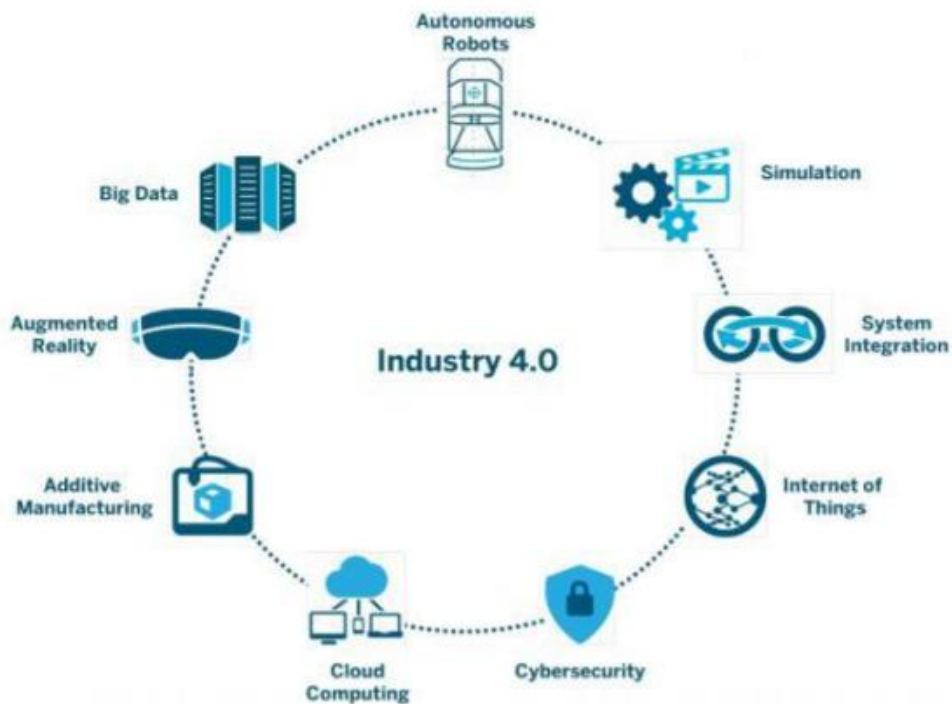 Autonomous
Robots
Simulation
Big Data
System
Integration
Augmented
Reality
Industry 4.0
Internet of
Things
Additive
Manufacturing
Cybersecurity
Cloud
Computing